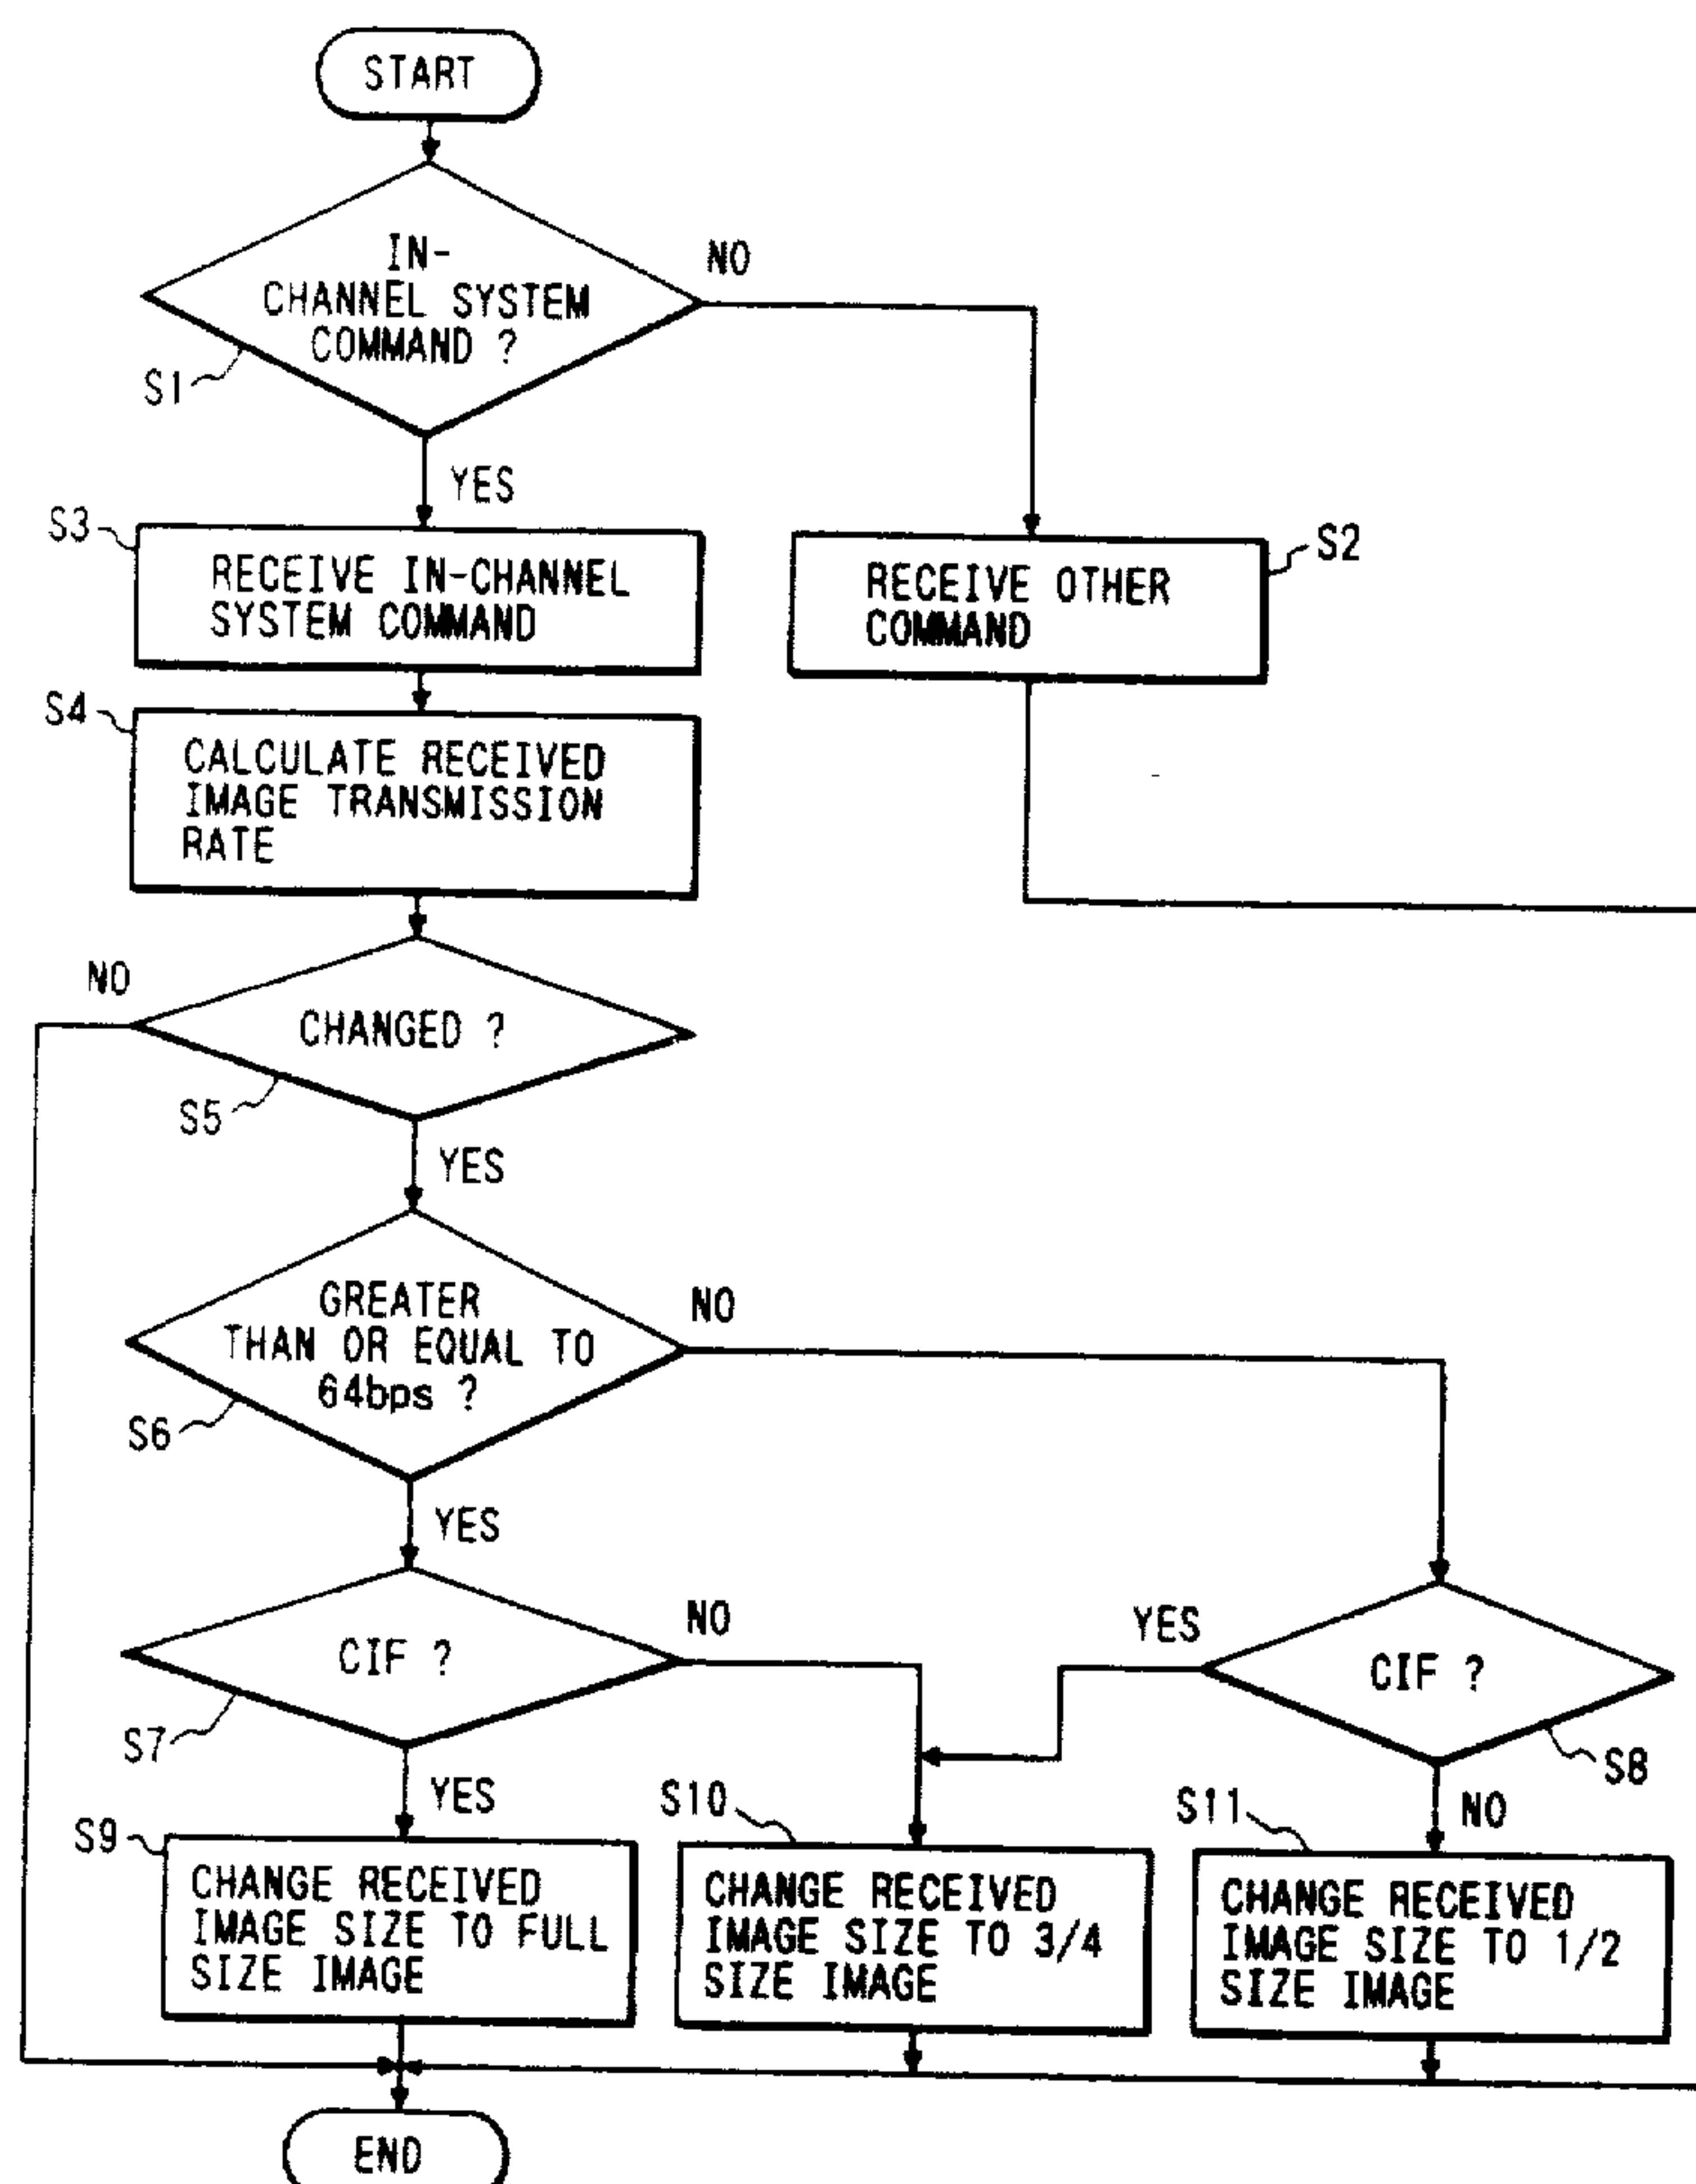 START
IN-
CHANNEL SYSTEM
COMMAND ?
NO
S1
YES
S3
RECEIVE IN-CHANNEL
SYSTEM COMMAND
S2
RECEIVE OTHER
COMMAND
S4
CALCULATE RECEIVED
IMAGE TRANSMISSION
RATE
NO
CHANGED ?
S5
YES
GREATER
THAN OR EQUAL TO
64bps ?
NO
S6
YES
CIF ?
NO
S7
YES
YES
CIF ?
S8
NO
S9
CHANGE RECEIVED
IMAGE SIZE TO FULL
SIZE IMAGE
S10
CHANGE RECEIVED
IMAGE SIZE TO 3/4
SIZE IMAGE
S11
CHANGE RECEIVED
IMAGE SIZE TO 1/2
SIZE IMAGE
END